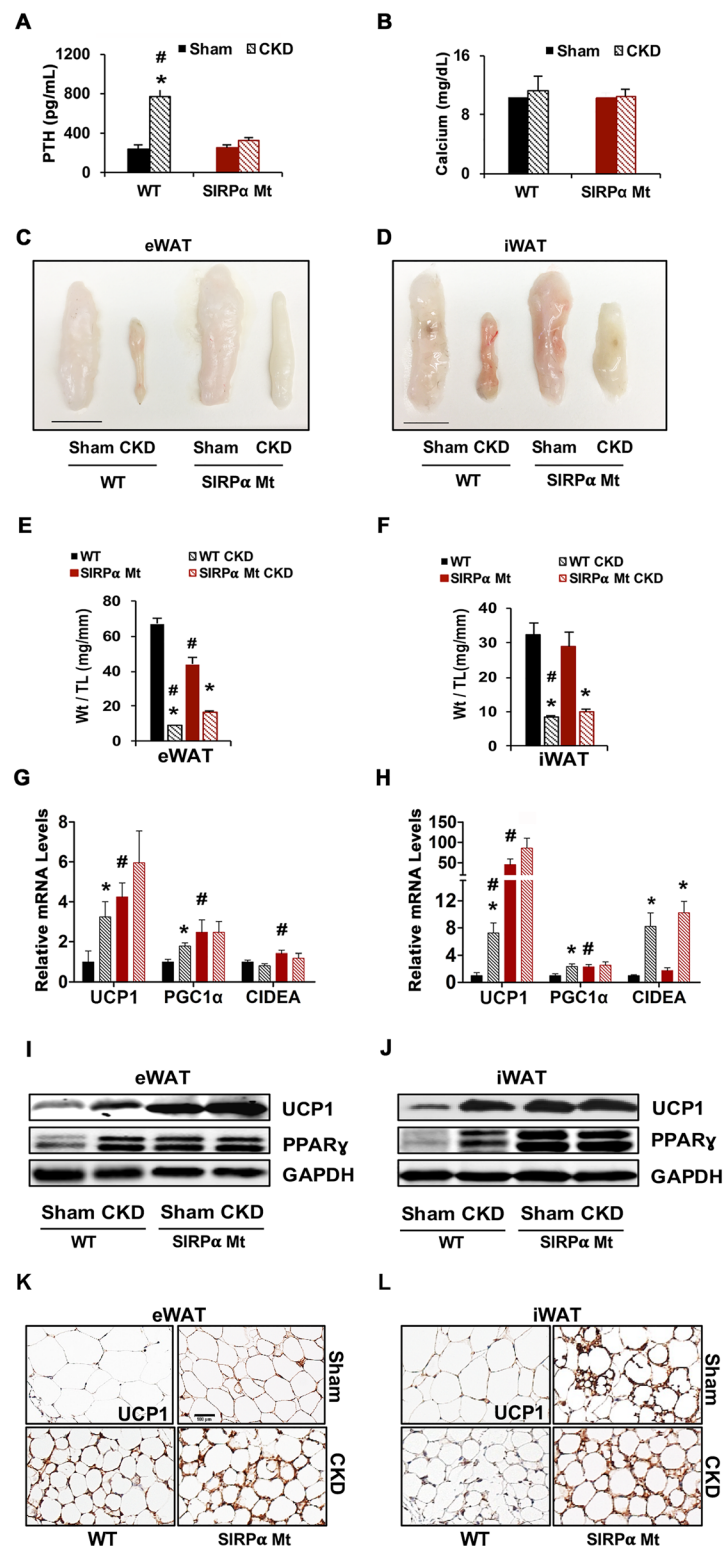 A
B
Sham CKD
PTH (pg/mL)
1200
800
400
0
#
*
WT SIRPα Mt
Sham CKD
Calcium (mg/dL)
16
8
0
WT SIRPα Mt
C
D
eWAT
iWAT
Sham CKD Sham CKD
WT SIRPα Mt
Sham CKD Sham CKD
WT SIRPα Mt
E
F
WT WT CKD
SIRPα Mt SIRPα Mt CKD
Wt / TL (mg/mm)
80
60
40
20
0
#
*
#
*
eWAT
WT WT CKD
SIRPα Mt SIRPα Mt CKD
Wt / TL(mg/mm)
40
30
20
10
0
#
*
*
iWAT
G
H
Relative mRNA Levels
8
6
4
2
0
* #
* #
#
UCP1 PGC1α CIDEA
Relative mRNA Levels
150
100
50
12
8
4
0
#
*
#
* #
* *
UCP1 PGC1α CIDEA
I
J
eWAT
UCP1
PPARɣ
GAPDH
Sham CKD Sham CKD
WT SIRPα Mt
iWAT
UCP1
PPARɣ
GAPDH
Sham CKD Sham CKD
WT SIRPα Mt
K
L
eWAT
Sham
UCP1
100 µm
CKD
WT SIRPα Mt
iWAT
Sham
UCP1
CKD
WT SIRPα Mt